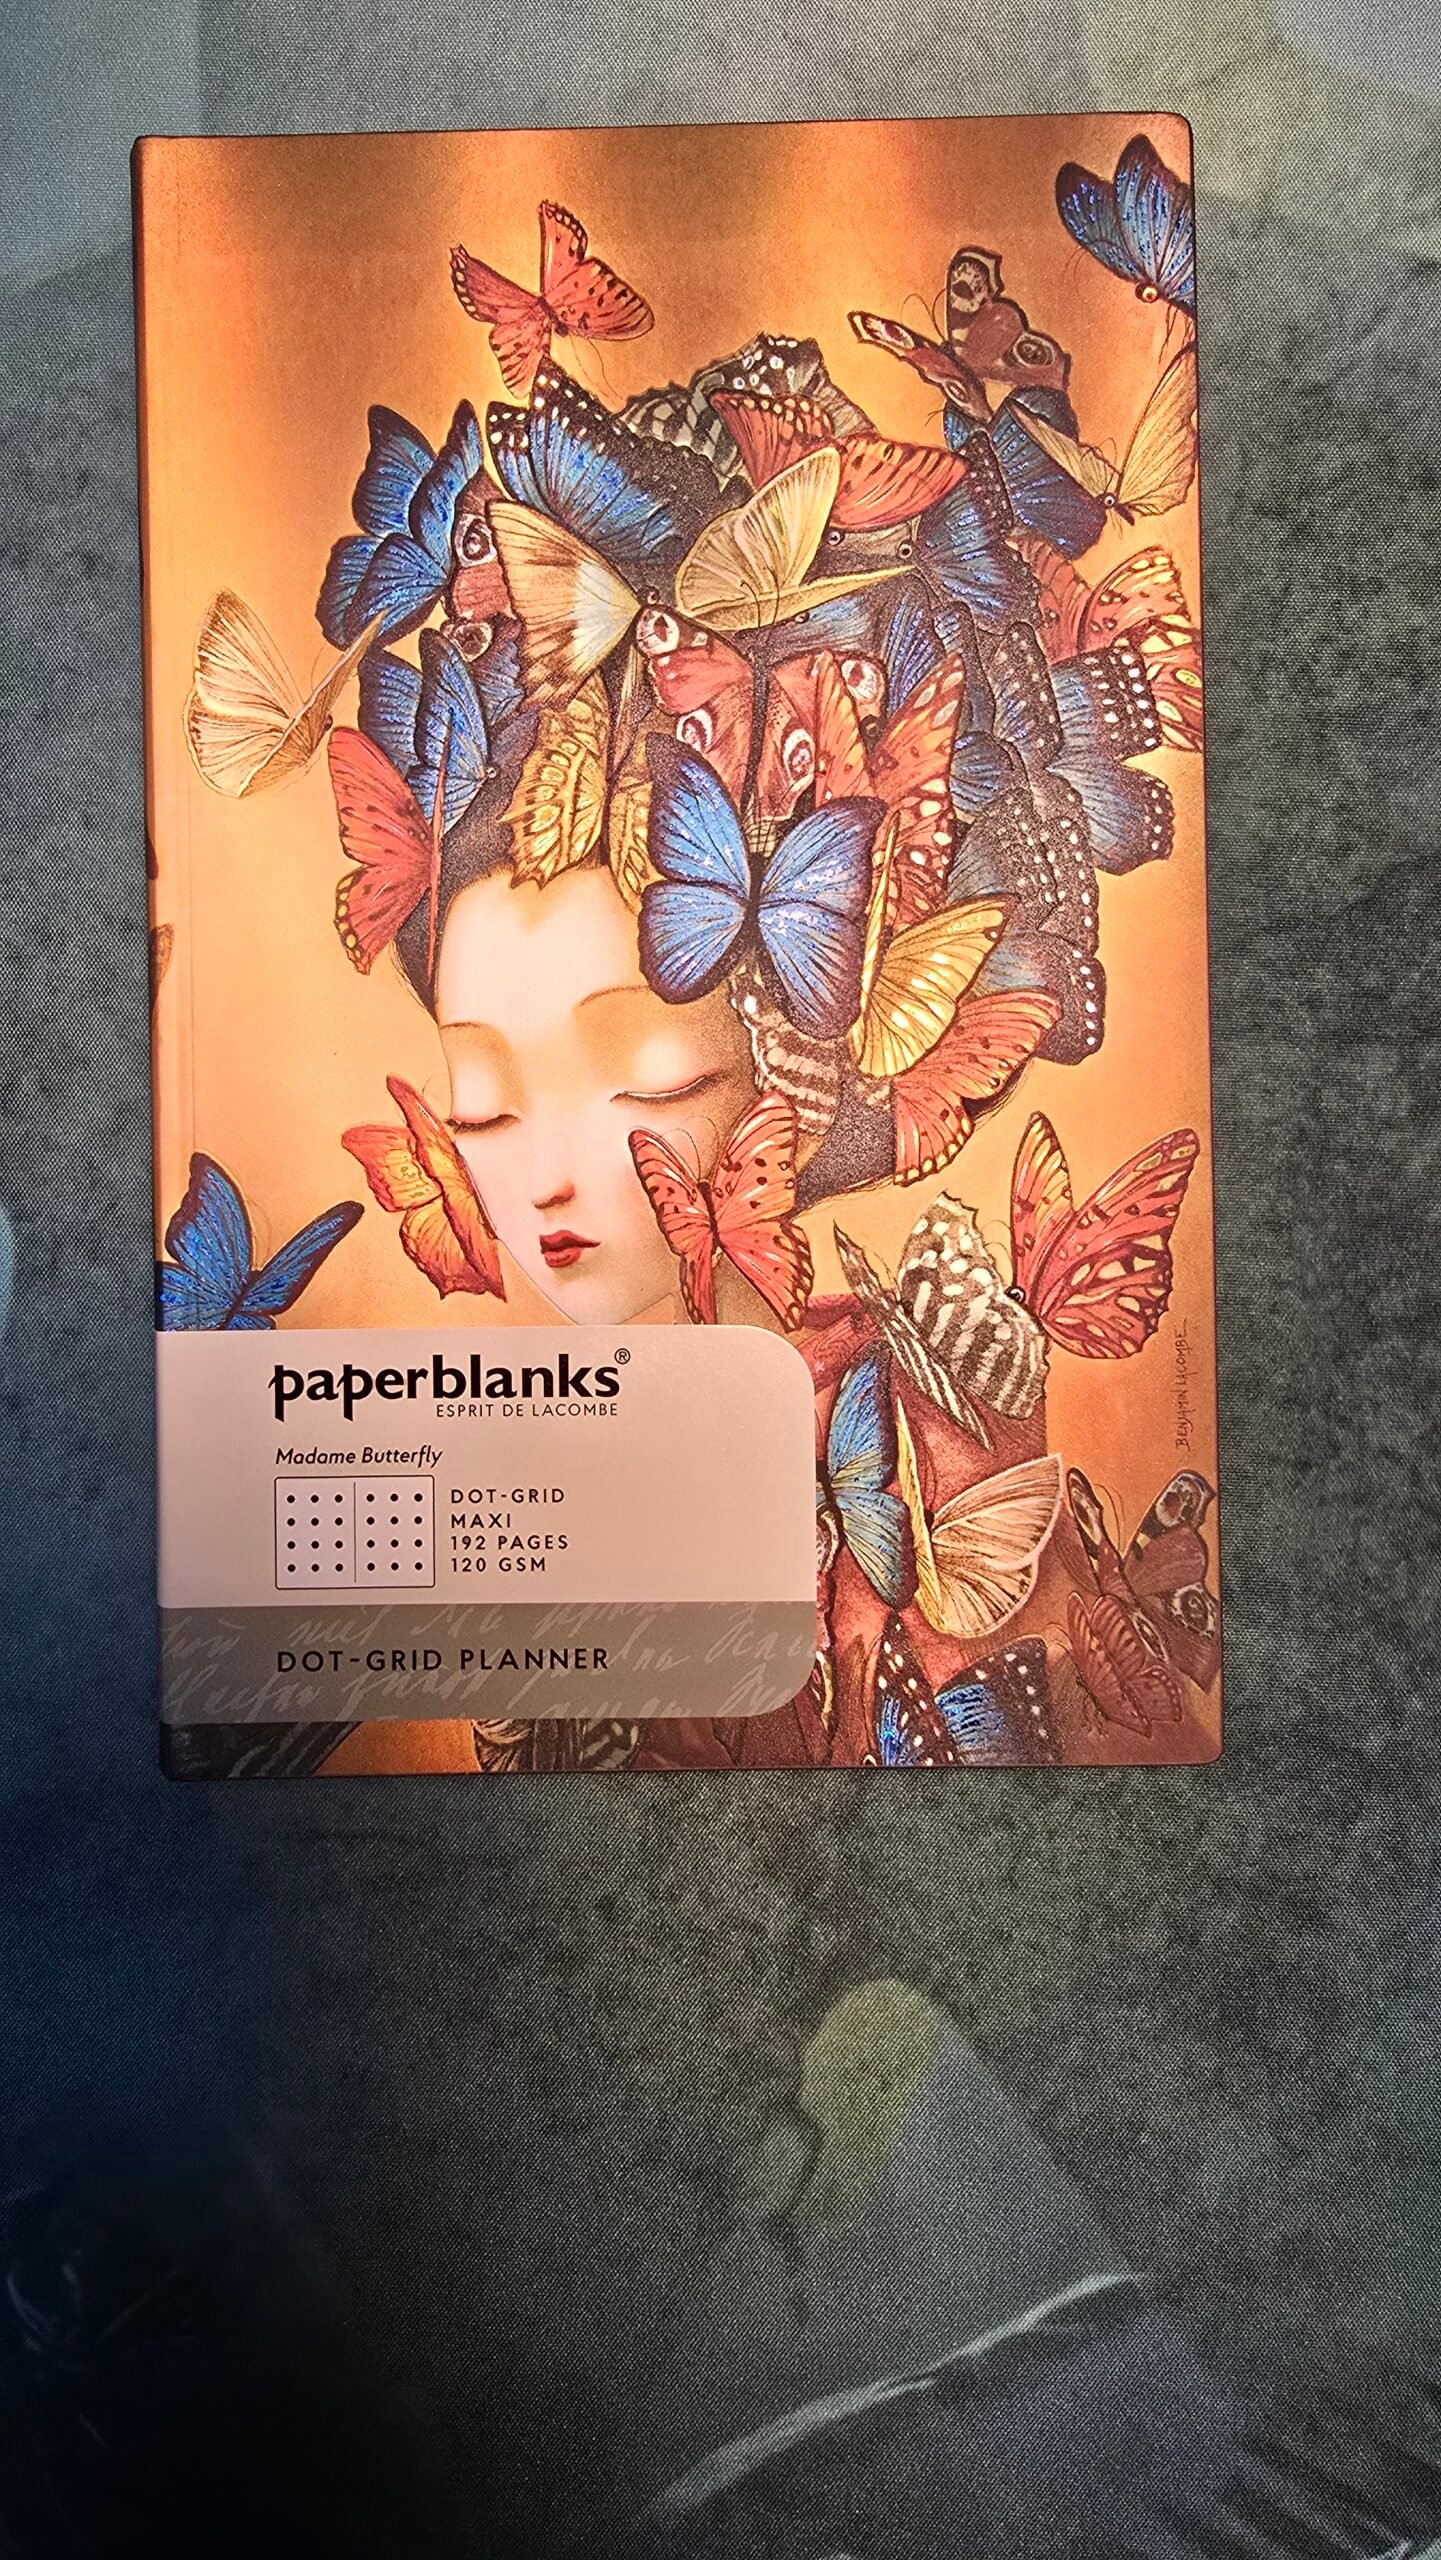 paperblanks®
ESPRIT DE LACOMBE
Madame Butterfly
DOT-GRID
MAXI
192 PAGES
120 GSM
DOT-GRID PLANNER
BENJAMIN LACOMBE